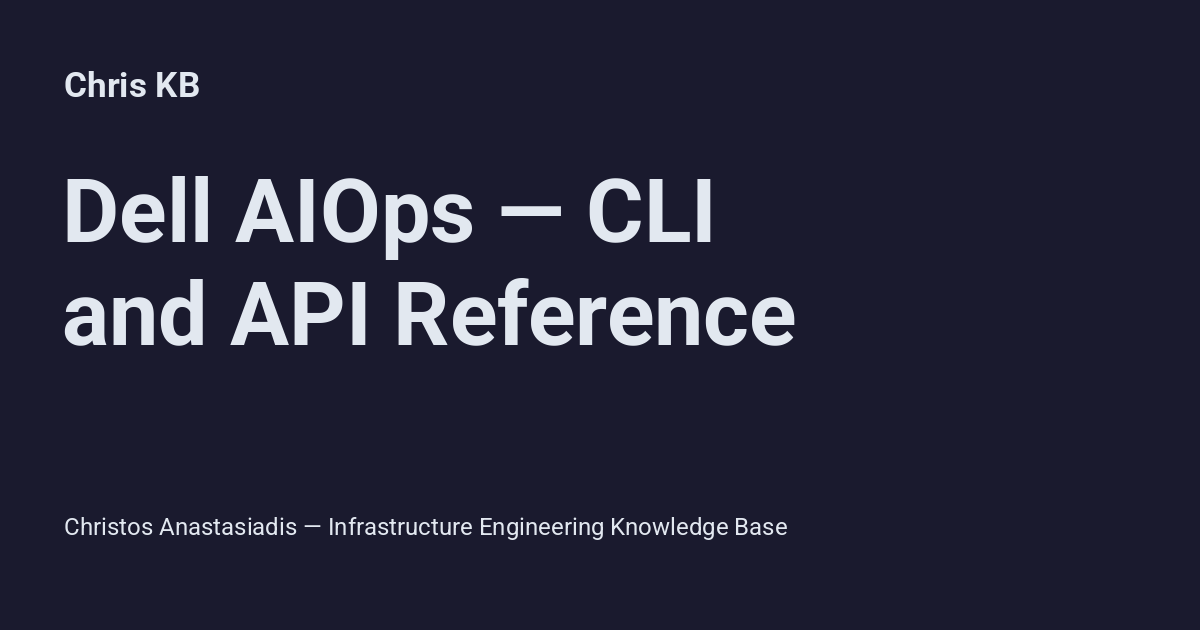 Chris KB
Dell AIOps — CLI
and API Reference
Christos Anastasiadis — Infrastructure Engineering Knowledge Base